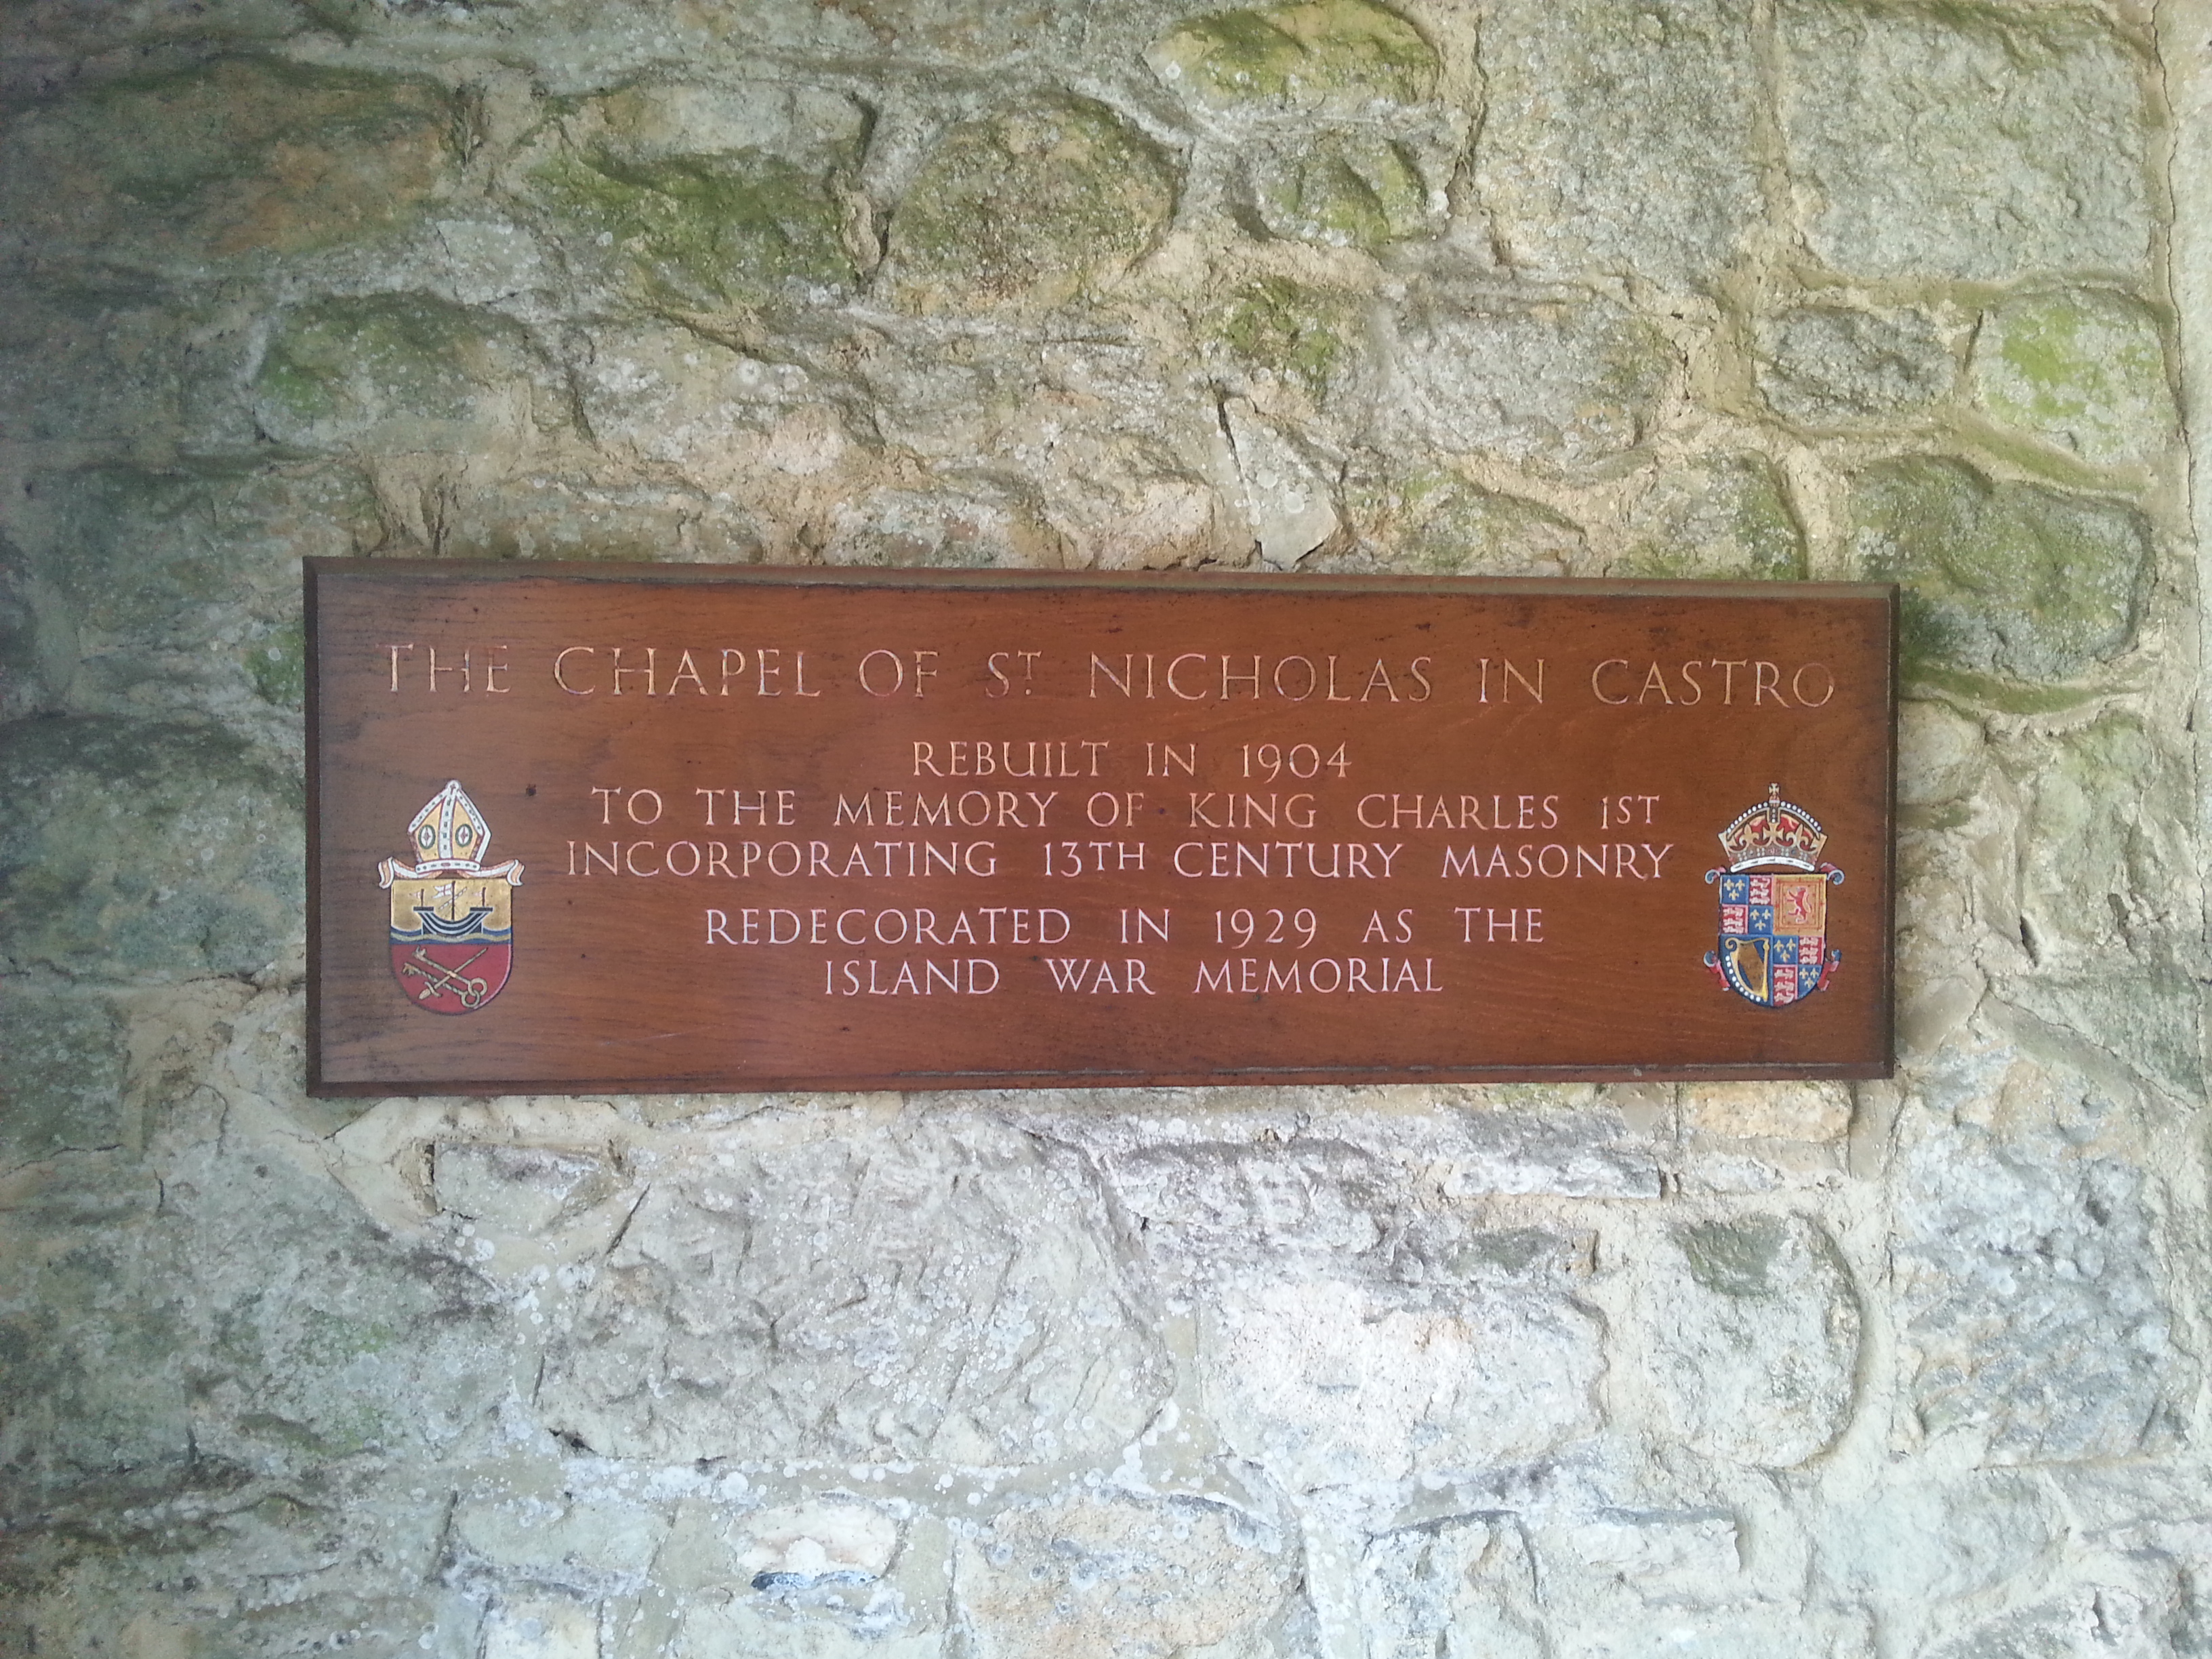 THE CHAPEL OF ST NICHOLAS IN CASTRO
REBUILT IN 1904
TO THE MEMORY OF KING CHARLES 1ST
INCORPORATING 13TH CENTURY MASONRY
REDECORATED IN 1929 AS THE
ISLAND WAR MEMORIAL